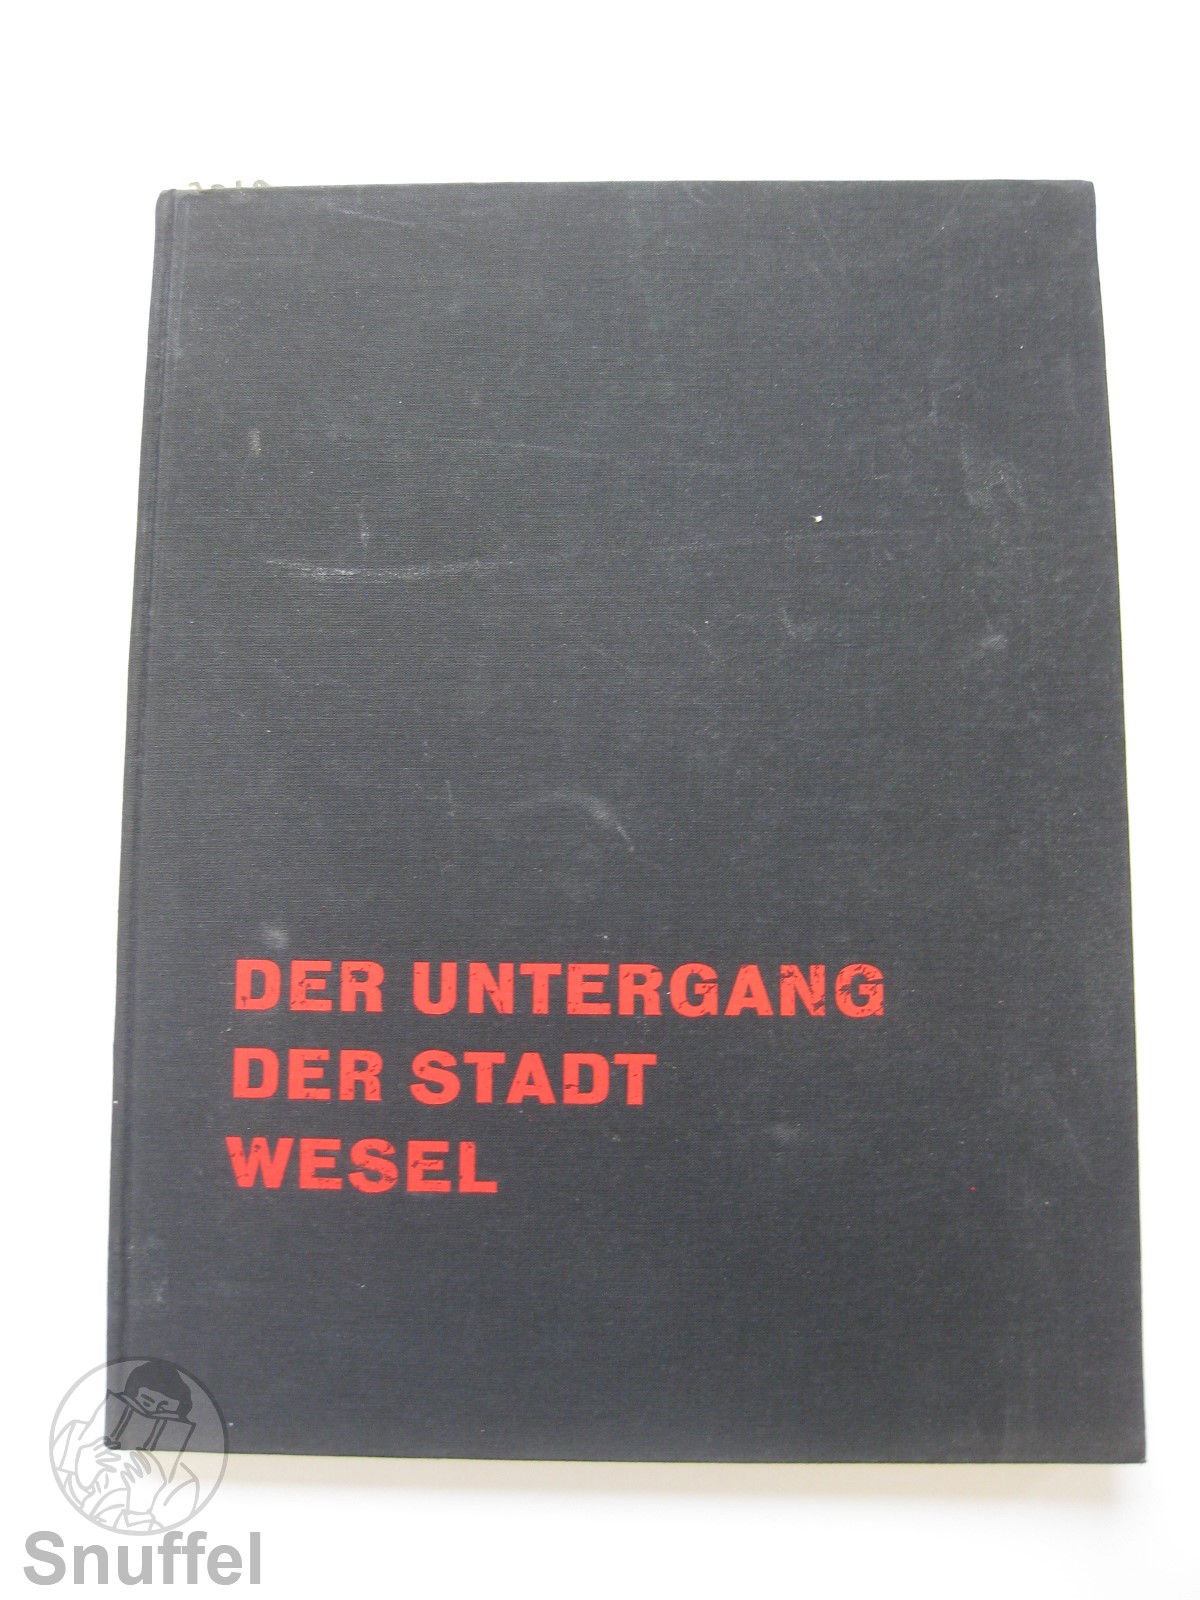 DER UNTERGANG
DER STADT
WESEL
Snuffel